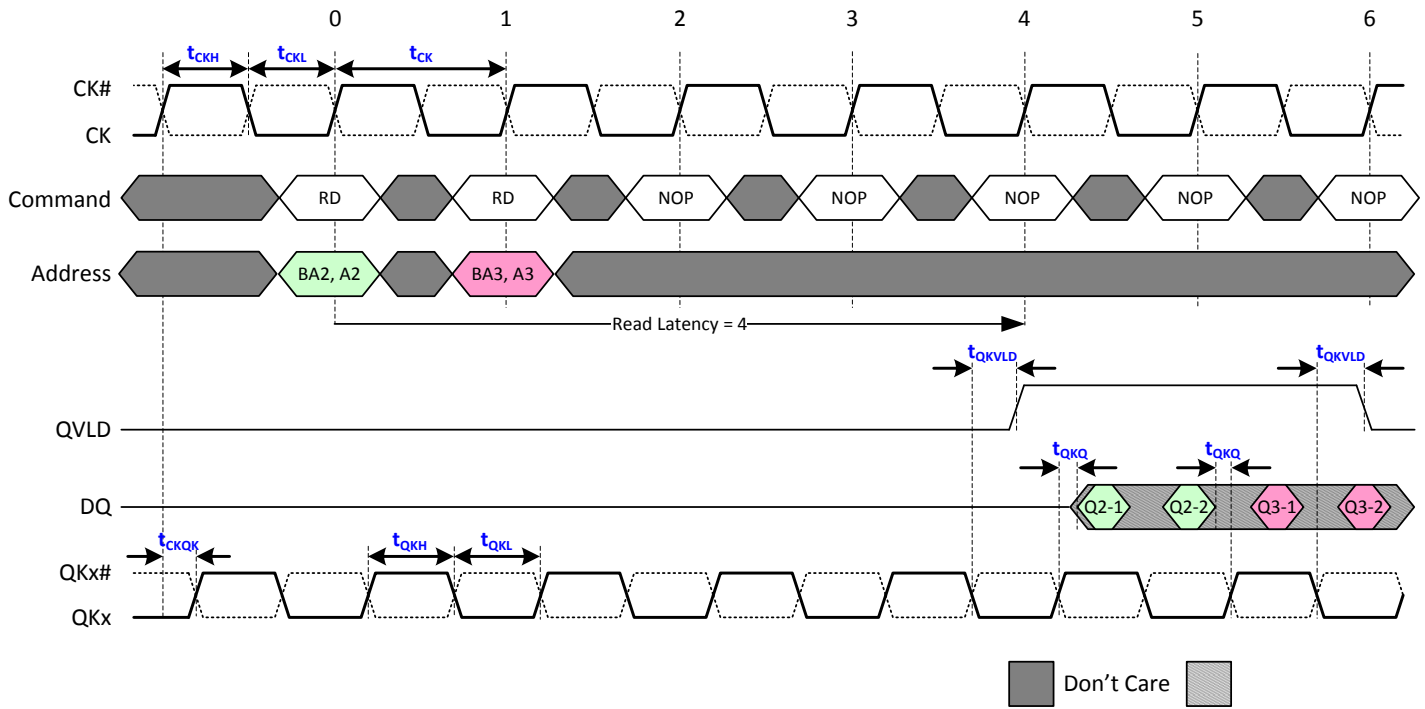 0 1 2 3 4 5 6
tCKH tCKL tCK
CK#
CK
Command RD RD NOP NOP NOP NOP NOP
Address BA2, A2 BA3, A3
Read Latency = 4
tQKVLD tQKVLD
QVLD
tQKQ tQKQ
DQ Q2-1 Q2-2 Q3-1 Q3-2
tCKQK tQKH tQKL
QKx#
QKx
Don't Care